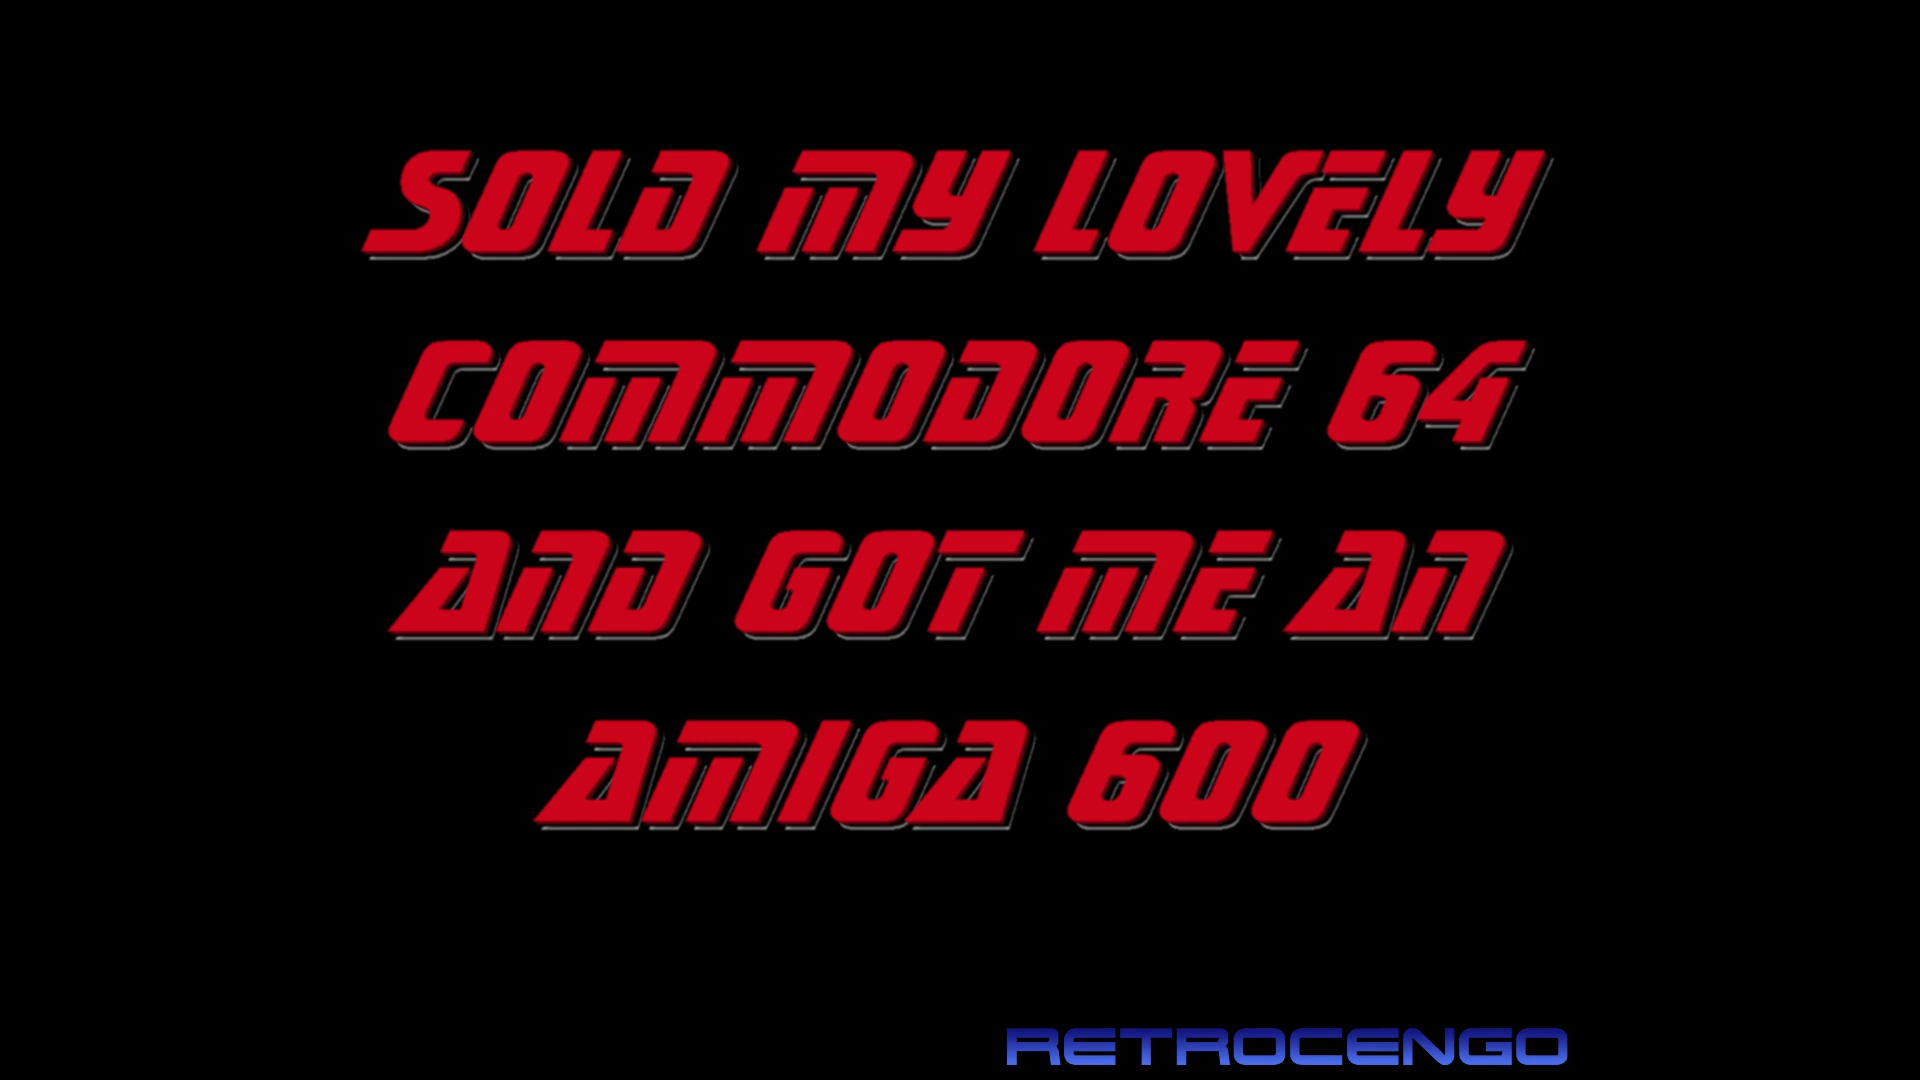 SOLD MY LOVELY
COMMODORE 64
AND GOT ME AN
AMIGA 600
RETROCENGO